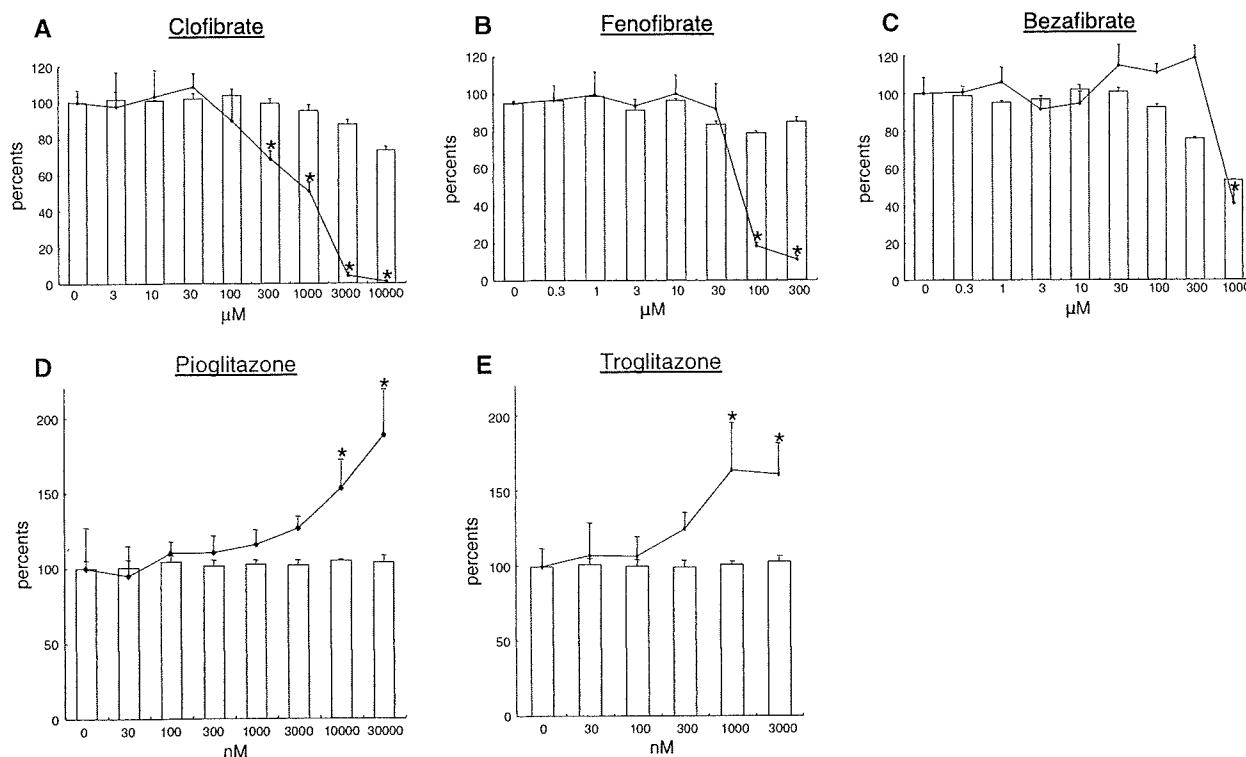 A
Clofibrate
120
100
80
60
40
20
0
percents
* * * *
0 3 10 30 100 300 1000 3000 10000
µM
B
Fenofibrate
120
100
80
60
40
20
0
percents
* *
0 0.3 1 3 10 30 100 300
µM
C
Bezafibrate
120
100
80
60
40
20
0
percents
*
0 0.3 1 3 10 30 100 300 1000
µM
D
Pioglitazone
200
150
100
50
0
percents
* *
0 30 100 300 1000 3000 10000 30000
nM
E
Troglitazone
200
150
100
50
0
percents
* *
0 30 100 300 1000 3000
nM